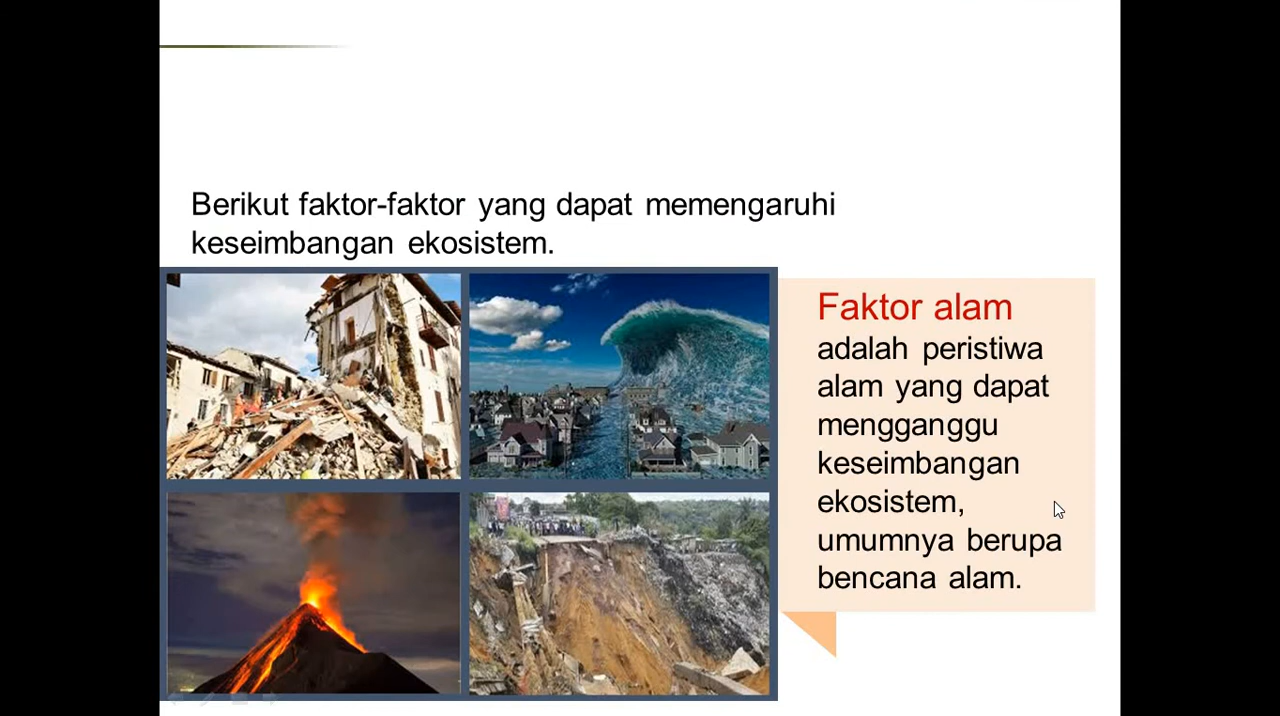 Berikut faktor-faktor yang dapat memengaruhi
keseimbangan ekosistem.
Faktor alam
adalah peristiwa
alam yang dapat
mengganggu
keseimbangan
ekosistem,
umumnya berupa
bencana alam.